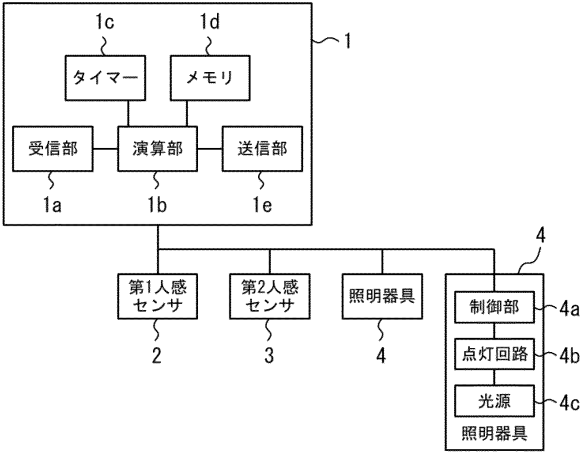 1c
1d
1
タイマー
メモリ
受信部
演算部
送信部
1a
1b
1e
第1人感
センサ
2
第2人感
センサ
3
照明器具
4
4
制御部
4a
点灯回路
4b
光源
4c
照明器具